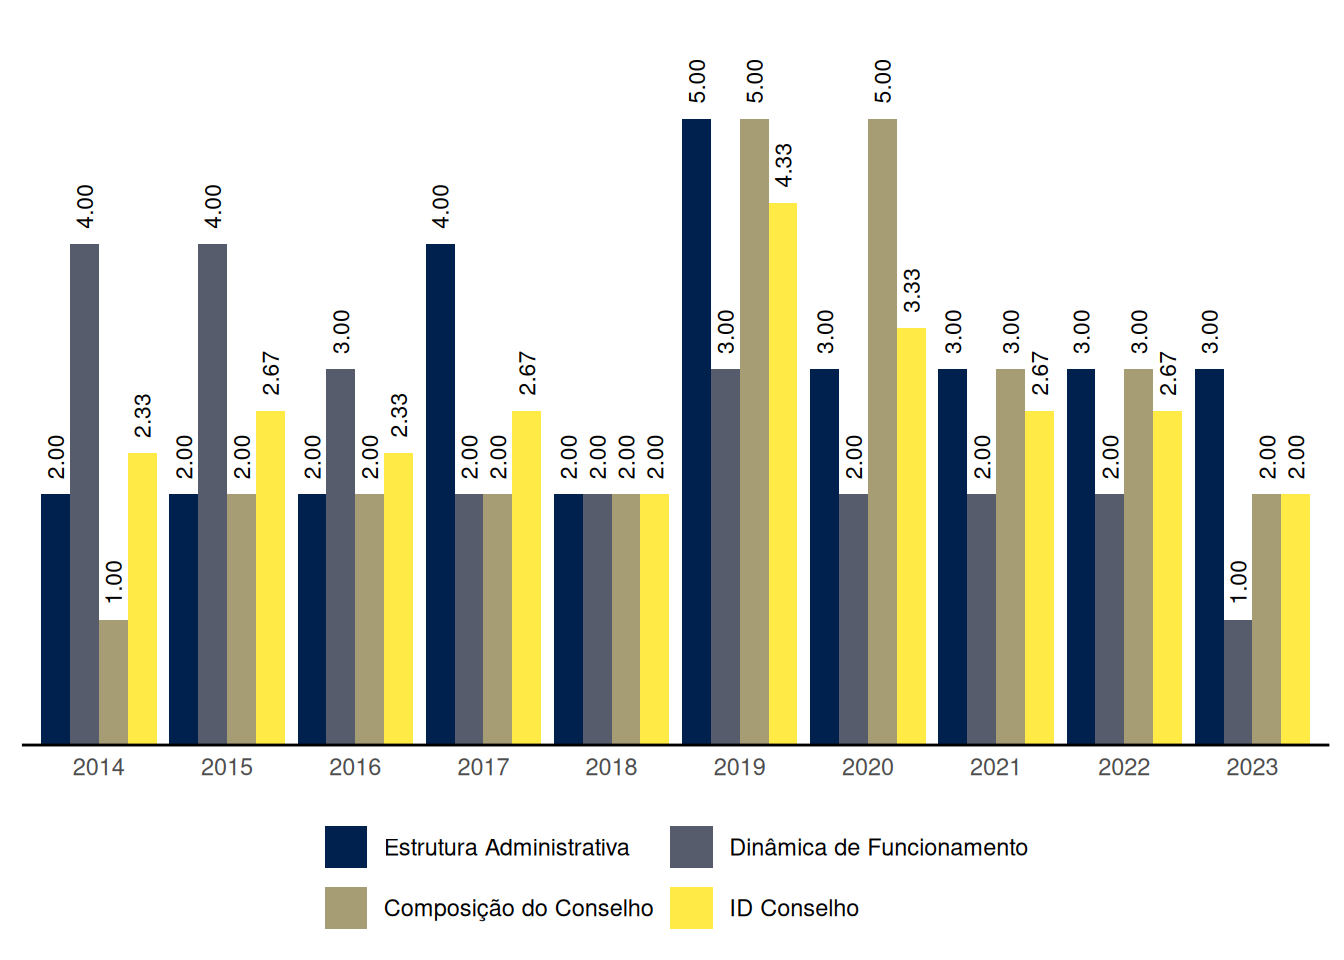 2.00 4.00 1.00 2.33 2.00 4.00 2.00 2.67 2.00 3.00 2.00 2.33 4.00 2.00 2.00 2.67 2.00 2.00 2.00 2.00 5.00 3.00 5.00 4.33 3.00 2.00 5.00 3.33 3.00 2.00 3.00 2.67 3.00 2.00 3.00 2.67 3.00 1.00 2.00 2.00
2014 2015 2016 2017 2018 2019 2020 2021 2022 2023
Estrutura Administrativa Dinâmica de Funcionamento
Composição do Conselho ID Conselho